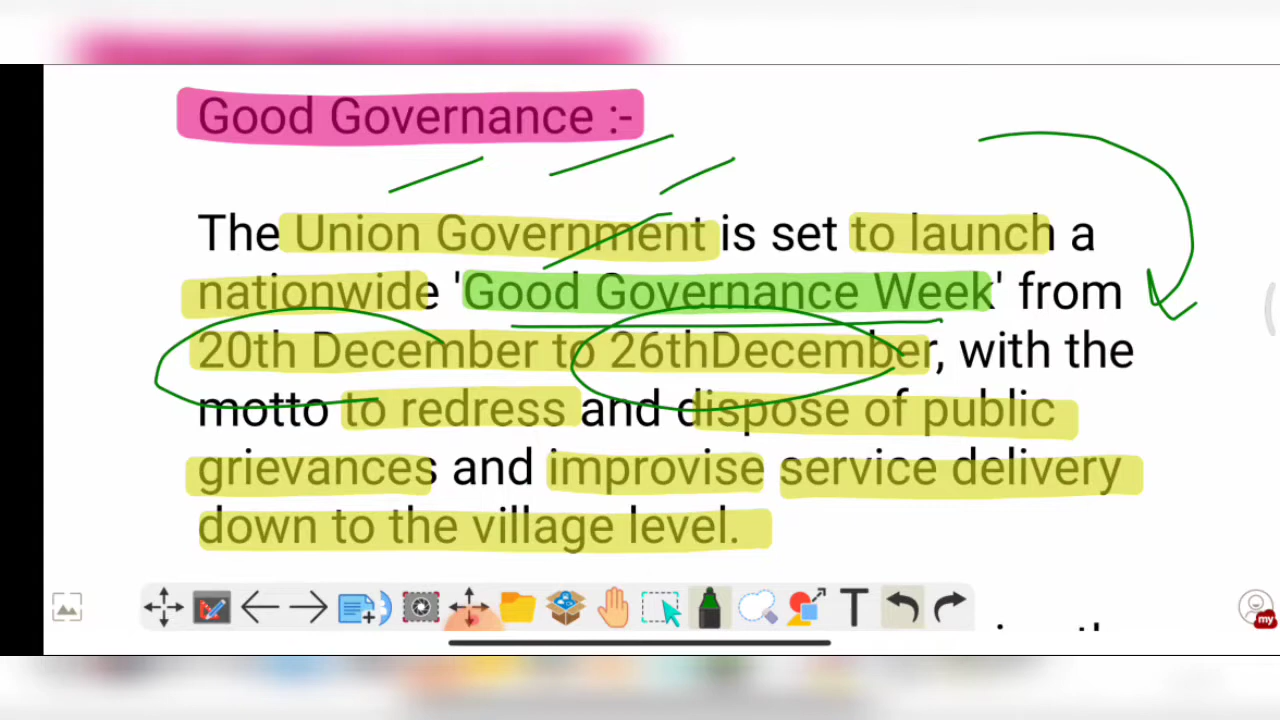 Good Governance :-
The Union Government is set to launch a
nationwide 'Good Governance Week' from
20th December to 26thDecember, with the
motto to redress and dispose of public
grievances and improvise service delivery
down to the village level.
T
my